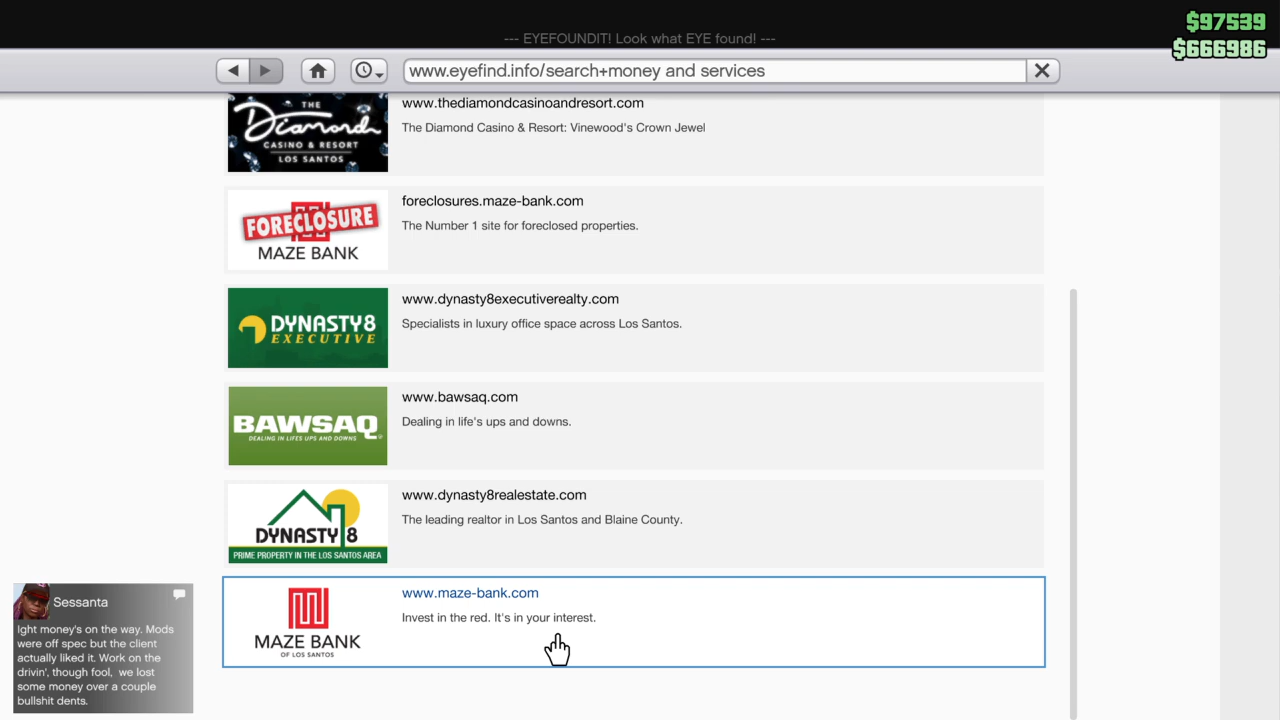 $97539
--- EYEFOUNDIT! Look what EYE found! ---
$666986
www.eyefind.info/search+money and services
THE
Diamond
CASINO & RESORT
LOS SANTOS
www.thediamondcasinoandresort.com
The Diamond Casino & Resort: Vinewood's Crown Jewel
FORECLOSURE
MAZE BANK
foreclosures.maze-bank.com
The Number 1 site for foreclosed properties.
DYNASTY8
EXECUTIVE
www.dynasty8executiverealty.com
Specialists in luxury office space across Los Santos.
BAWSAQ
DEALING IN LIFE'S UPS AND DOWNS
www.bawsaq.com
Dealing in life's ups and downs.
DYNASTY 8
PRIME PROPERTY IN THE LOS SANTOS AREA
www.dynasty8realestate.com
The leading realtor in Los Santos and Blaine County.
MAZE BANK
OF LOS SANTOS
www.maze-bank.com
Invest in the red. It's in your interest.
Sessanta
Ight money's on the way. Mods
were off spec but the client
actually liked it. Work on the
drivin', though fool, we lost
some money over a couple
bullshit dents.